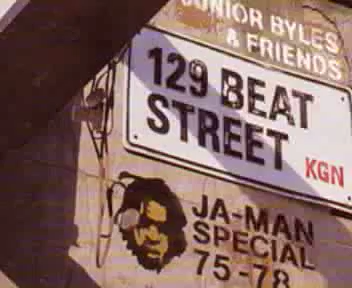 JUNIOR BYLES
& FRIENDS
129 BEAT
STREET
KGN
JA-MAN
SPECIAL
75-78